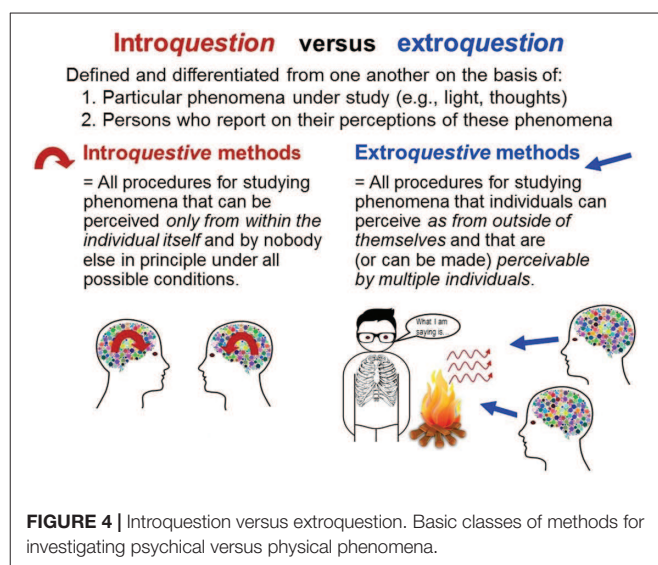 Introquestion versus extroquestion
Defined and differentiated from one another on the basis of:
1. Particular phenomena under study (e.g., light, thoughts)
2. Persons who report on their perceptions of these phenomena
Introquestive methods
= All procedures for studying
phenomena that can be
perceived only from within the
individual itself and by nobody
else in principle under all
possible conditions.
Extroquestive methods
= All procedures for studying
phenomena that individuals can
perceive as from outside of
themselves and that are
(or can be made) perceivable
by multiple individuals.
What I am
saying is...
FIGURE 4 | Introquestion versus extroquestion. Basic classes of methods for
investigating psychical versus physical phenomena.